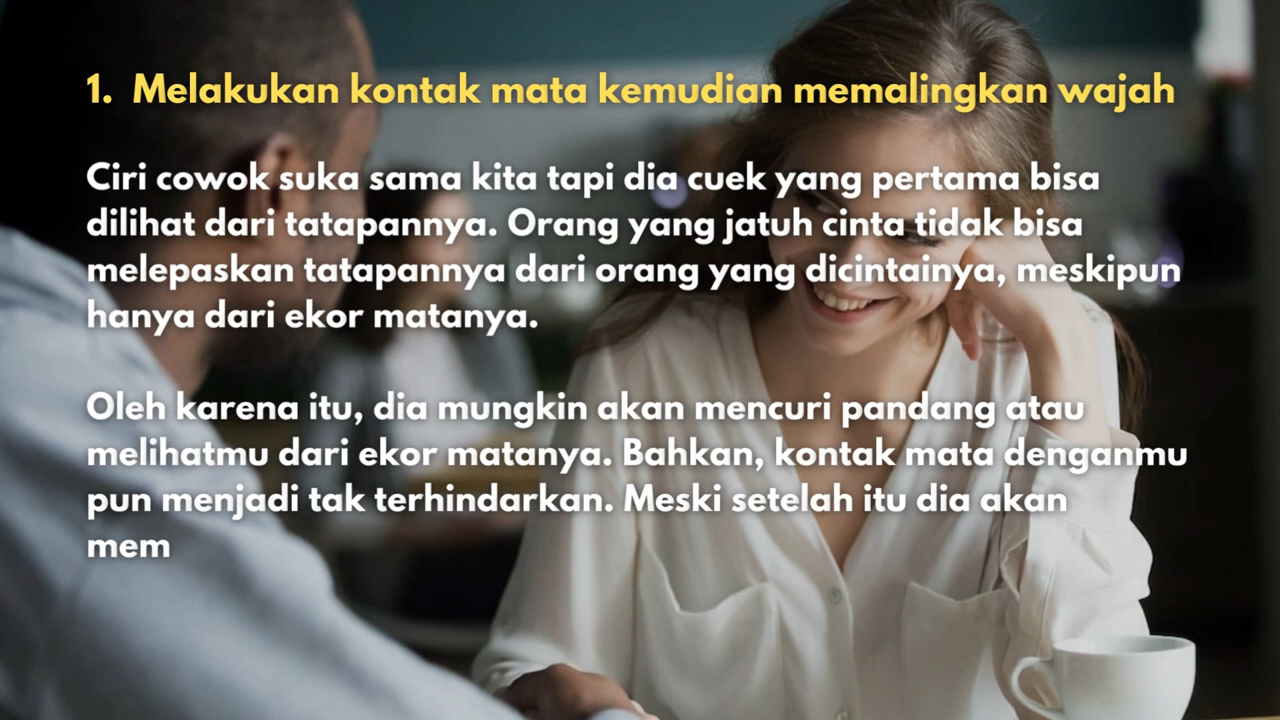 1. Melakukan kontak mata kemudian memalingkan wajah
Ciri cowok suka sama kita tapi dia cuek yang pertama bisa
dilihat dari tatapannya. Orang yang jatuh cinta tidak bisa
melepaskan tatapannya dari orang yang dicintainya, meskipun
hanya dari ekor matanya.
Oleh karena itu, dia mungkin akan mencuri pandang atau
melihatmu dari ekor matanya. Bahkan, kontak mata denganmu
pun menjadi tak terhindarkan. Meski setelah itu dia akan
mem